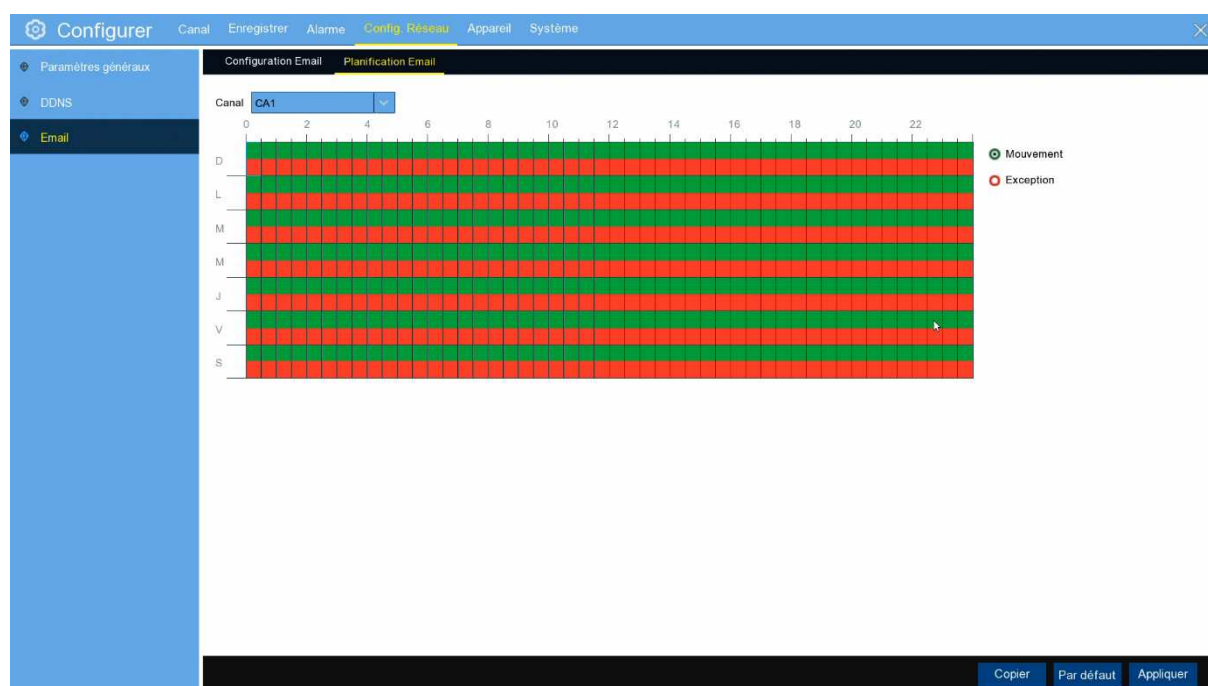 Configurer Canal Enregistrer Alarme Config. Réseau Appareil Système
Paramètres généraux
DDNS
Email
Configuration Email Planification Email
Canal CA1
0 2 4 6 8 10 12 14 16 18 20 22
D
L
M
M
J
V
S
Mouvement
Exception
Copier Par défaut Appliquer